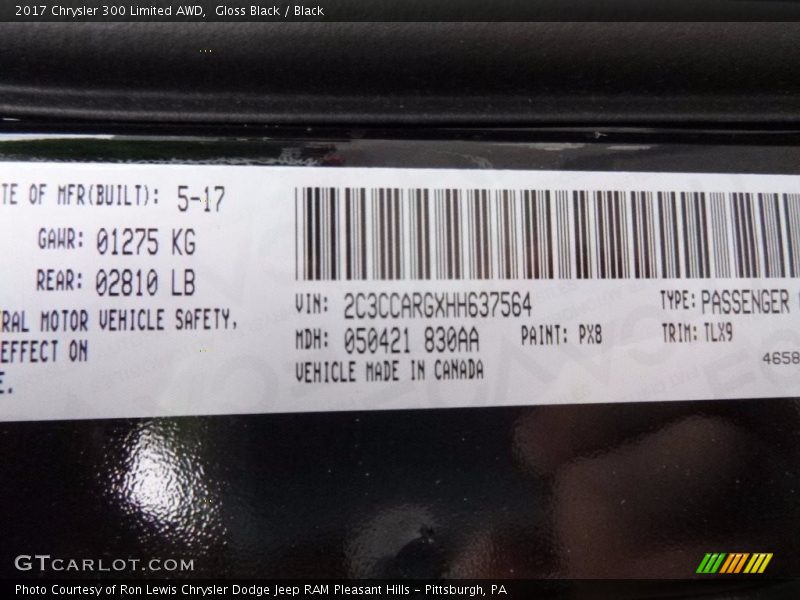 2017 Chrysler 300 Limited AWD,  Gloss Black / Black
TE OF MFR(BUILT): 5-17
GAWR: 01275 KG
REAR: 02810 LB
ERAL MOTOR VEHICLE SAFETY,
EFFECT ON
E.
VIN: 2C3CCARGXHH637564
TYPE: PASSENGER
MDH: 050421 830AA
PAINT: PX8
TRIM: TLX9
VEHICLE MADE IN CANADA
4658
GTCARLOT.COM
Photo Courtesy of Ron Lewis Chrysler Dodge Jeep RAM Pleasant Hills - Pittsburgh, PA